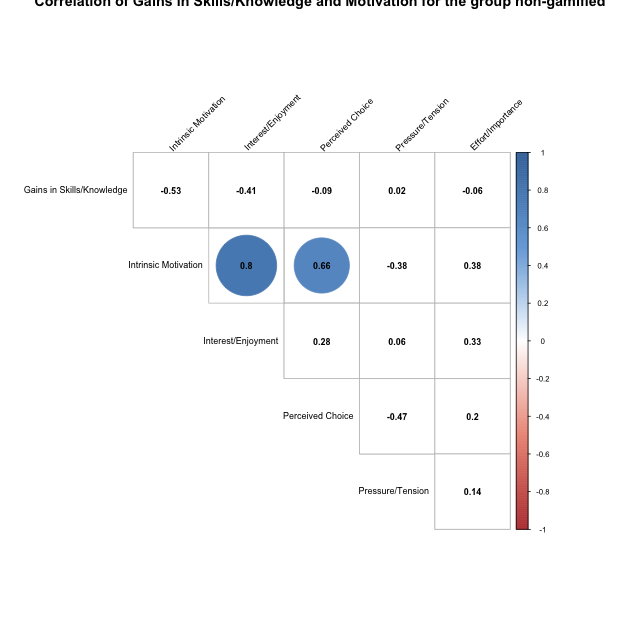 Correlation of Gains in Skills/Knowledge and Motivation for the group non-gamified
Intrinsic Motivation
Interest/Enjoyment
Perceived Choice
Pressure/Tension
Effort/Importance
Gains in Skills/Knowledge -0.53 -0.41 -0.09 0.02 -0.06
Intrinsic Motivation 0.8 0.66 -0.38 0.38
Interest/Enjoyment 0.28 0.06 0.33
Perceived Choice -0.47 0.2
Pressure/Tension 0.14
1
0.8
0.6
0.4
0.2
0
-0.2
-0.4
-0.6
-0.8
-1